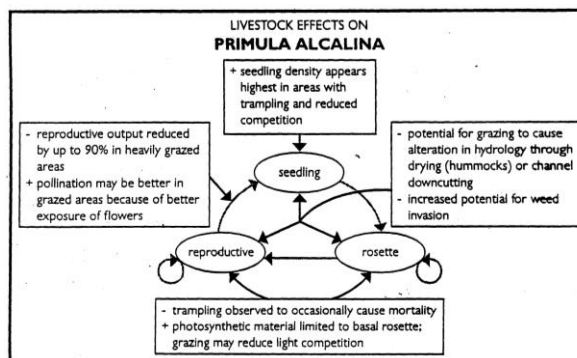 LIVESTOCK EFFECTS ON
PRIMULA ALCALINA
+ seedling density appears
highest in areas with
trampling and reduced
competition
- reproductive output reduced
by up to 90% in heavily grazed
areas
+ pollination may be better in
grazed areas because of better
exposure of flowers
- potential for grazing to cause
alteration in hydrology through
drying (hummocks) or channel
downcutting
- increased potential for weed
invasion
seedling
reproductive
rosette
- trampling observed to occasionally cause mortality
+ photosynthetic material limited to basal rosette;
grazing may reduce light competition